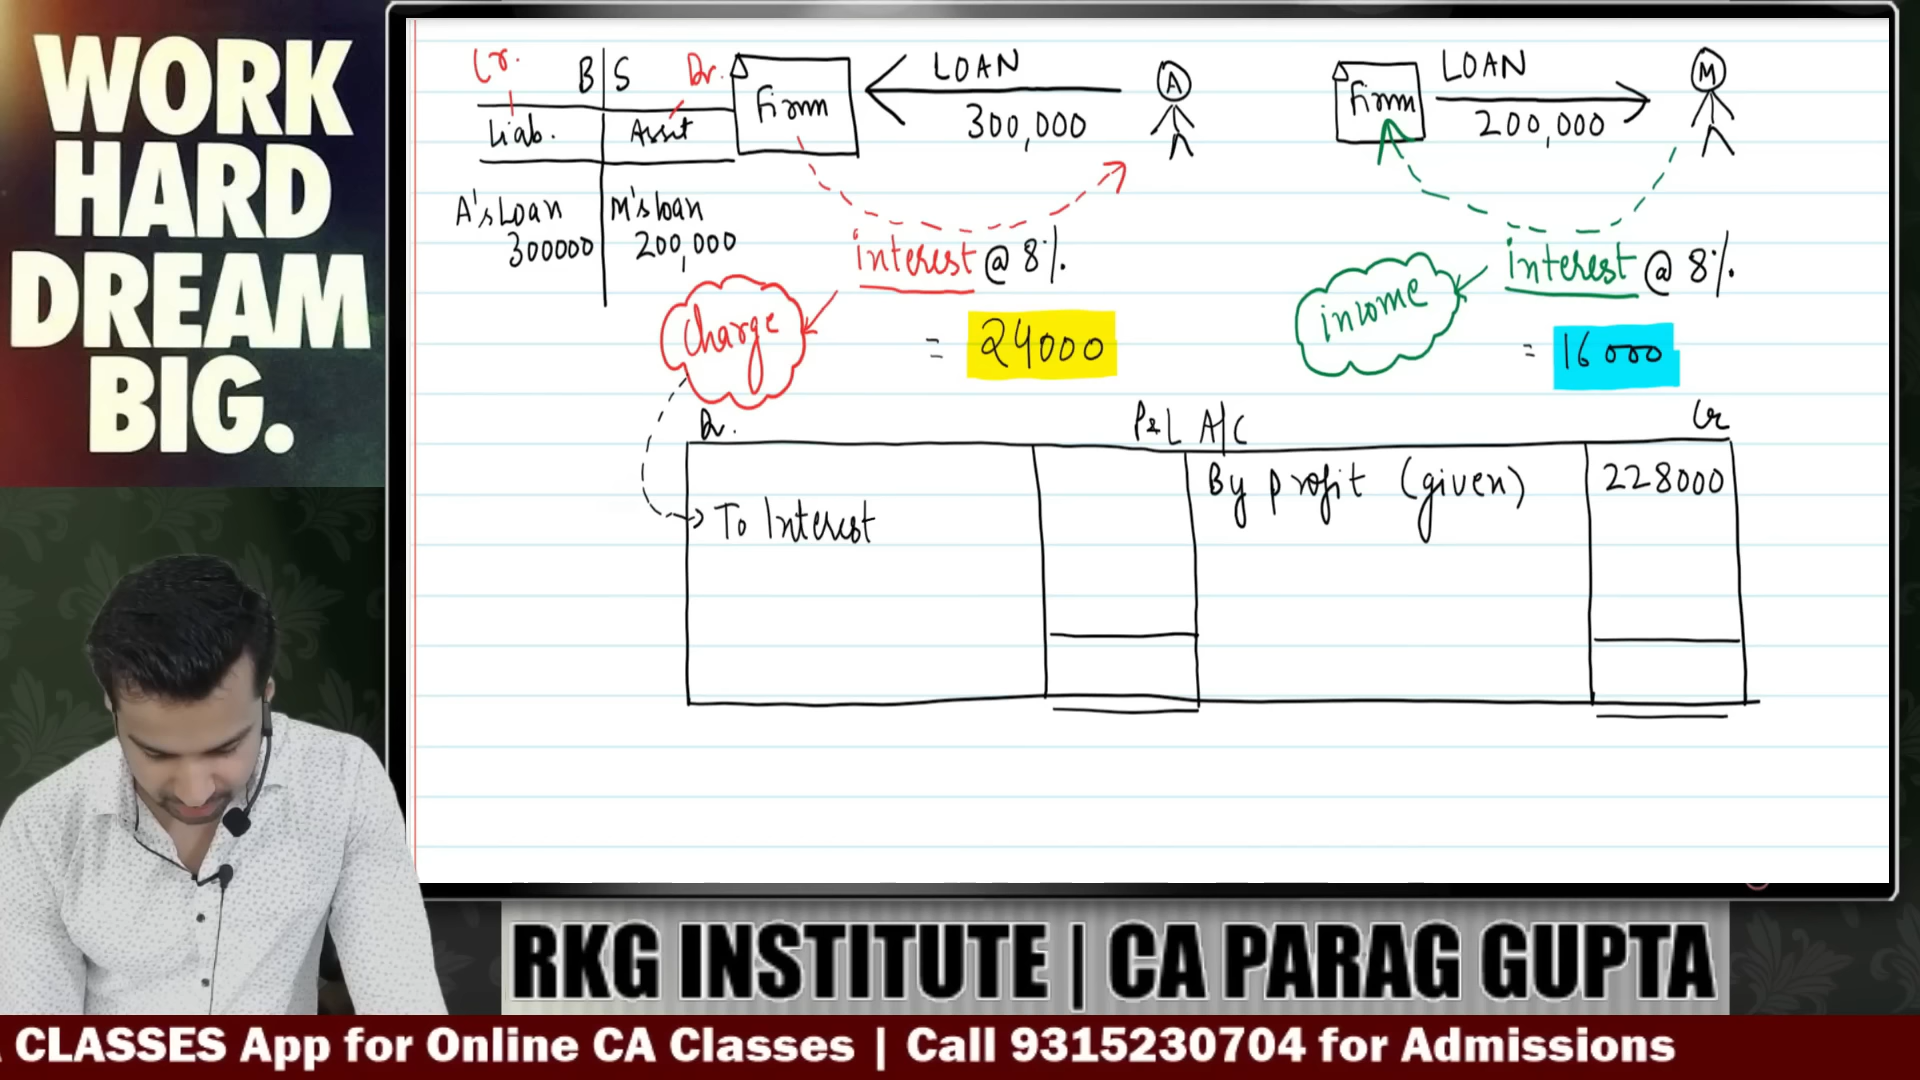 WORK
HARD
DREAM
BIG.
Cr. B S Dr.
Liab. Asset
A's Loan M's loan
300000 200,000
Firm LOAN A
300,000
interest @ 8%.
Charge
= 24000
Firm LOAN M
200,000
interest @ 8%.
income
= 16000
Dr. P&L A/C Cr
By profit (given) 228000
To Interest
RKG INSTITUTE | CA PARAG GUPTA
CLASSES App for Online CA Classes | Call 9315230704 for Admissions